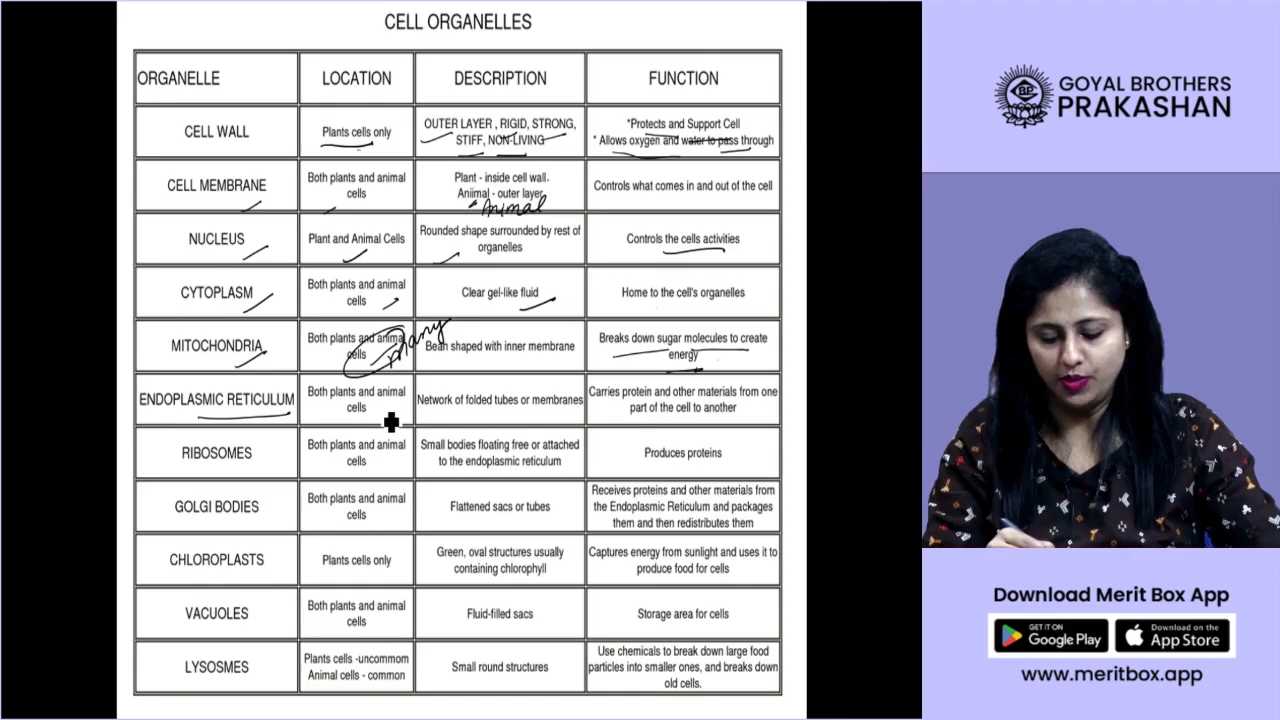 CELL ORGANELLES
ORGANELLE
LOCATION
DESCRIPTION
FUNCTION
CELL WALL
Plants cells only
OUTER LAYER , RIGID, STRONG,
STIFF, NON-LIVING
*Protects and Support Cell
* Allows oxygen and water to pass through
CELL MEMBRANE
Both plants and animal
cells
Plant - inside cell wall.
Aniimal - outer layer
Animal
Controls what comes in and out of the cell
NUCLEUS
Plant and Animal Cells
Rounded shape surrounded by rest of
organelles
Controls the cells activities
CYTOPLASM
Both plants and animal
cells
Clear gel-like fluid
Home to the cell's organelles
MITOCHONDRIA
Both plants and animal
cells
many
Bean shaped with inner membrane
Breaks down sugar molecules to create
energy
ENDOPLASMIC RETICULUM
Both plants and animal
cells
Network of folded tubes or membranes
Carries protein and other materials from one
part of the cell to another
RIBOSOMES
Both plants and animal
cells
Small bodies floating free or attached
to the endoplasmic reticulum
Produces proteins
GOLGI BODIES
Both plants and animal
cells
Flattened sacs or tubes
Receives proteins and other materials from
the Endoplasmic Reticulum and packages
them and then redistributes them
CHLOROPLASTS
Plants cells only
Green, oval structures usually
containing chlorophyll
Captures energy from sunlight and uses it to
produce food for cells
VACUOLES
Both plants and animal
cells
Fluid-filled sacs
Storage area for cells
LYSOSMES
Plants cells -uncommom
Animal cells - common
Small round structures
Use chemicals to break down large food
particles into smaller ones, and breaks down
old cells.
GBP
GOYAL BROTHERS
PRAKASHAN
Download Merit Box App
GET IT ON
Google Play
Download on the
App Store
www.meritbox.app